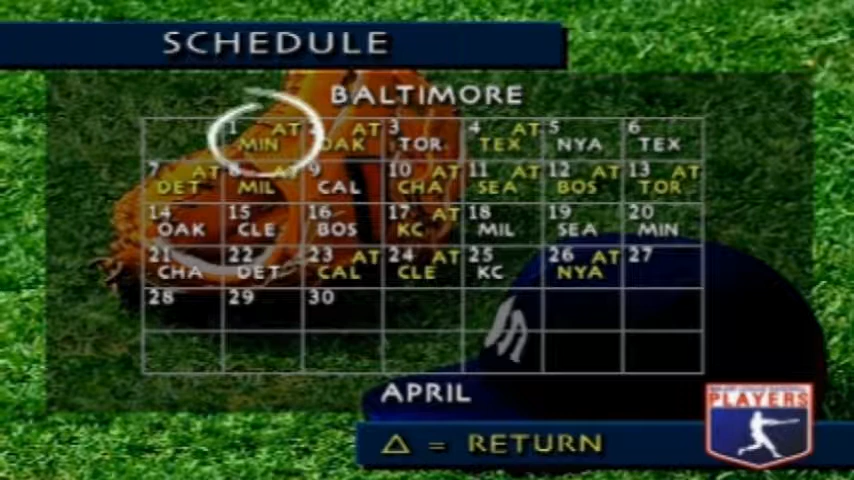 SCHEDULE
BALTIMORE
1 AT 2 AT 3 4 AT 5 6
MIN OAK TOR TEX NYA TEX
7 AT 8 AT 9 10 AT 11 AT 12 AT 13 AT
DET MIL CAL CHA SEA BOS TOR
14 15 16 17 AT 18 19 20
OAK CLE BOS KC MIL SEA MIN
21 22 23 AT 24 AT 25 26 AT 27
CHA DET CAL CLE KC NYA
28 29 30
APRIL
PLAYERS
△ = RETURN